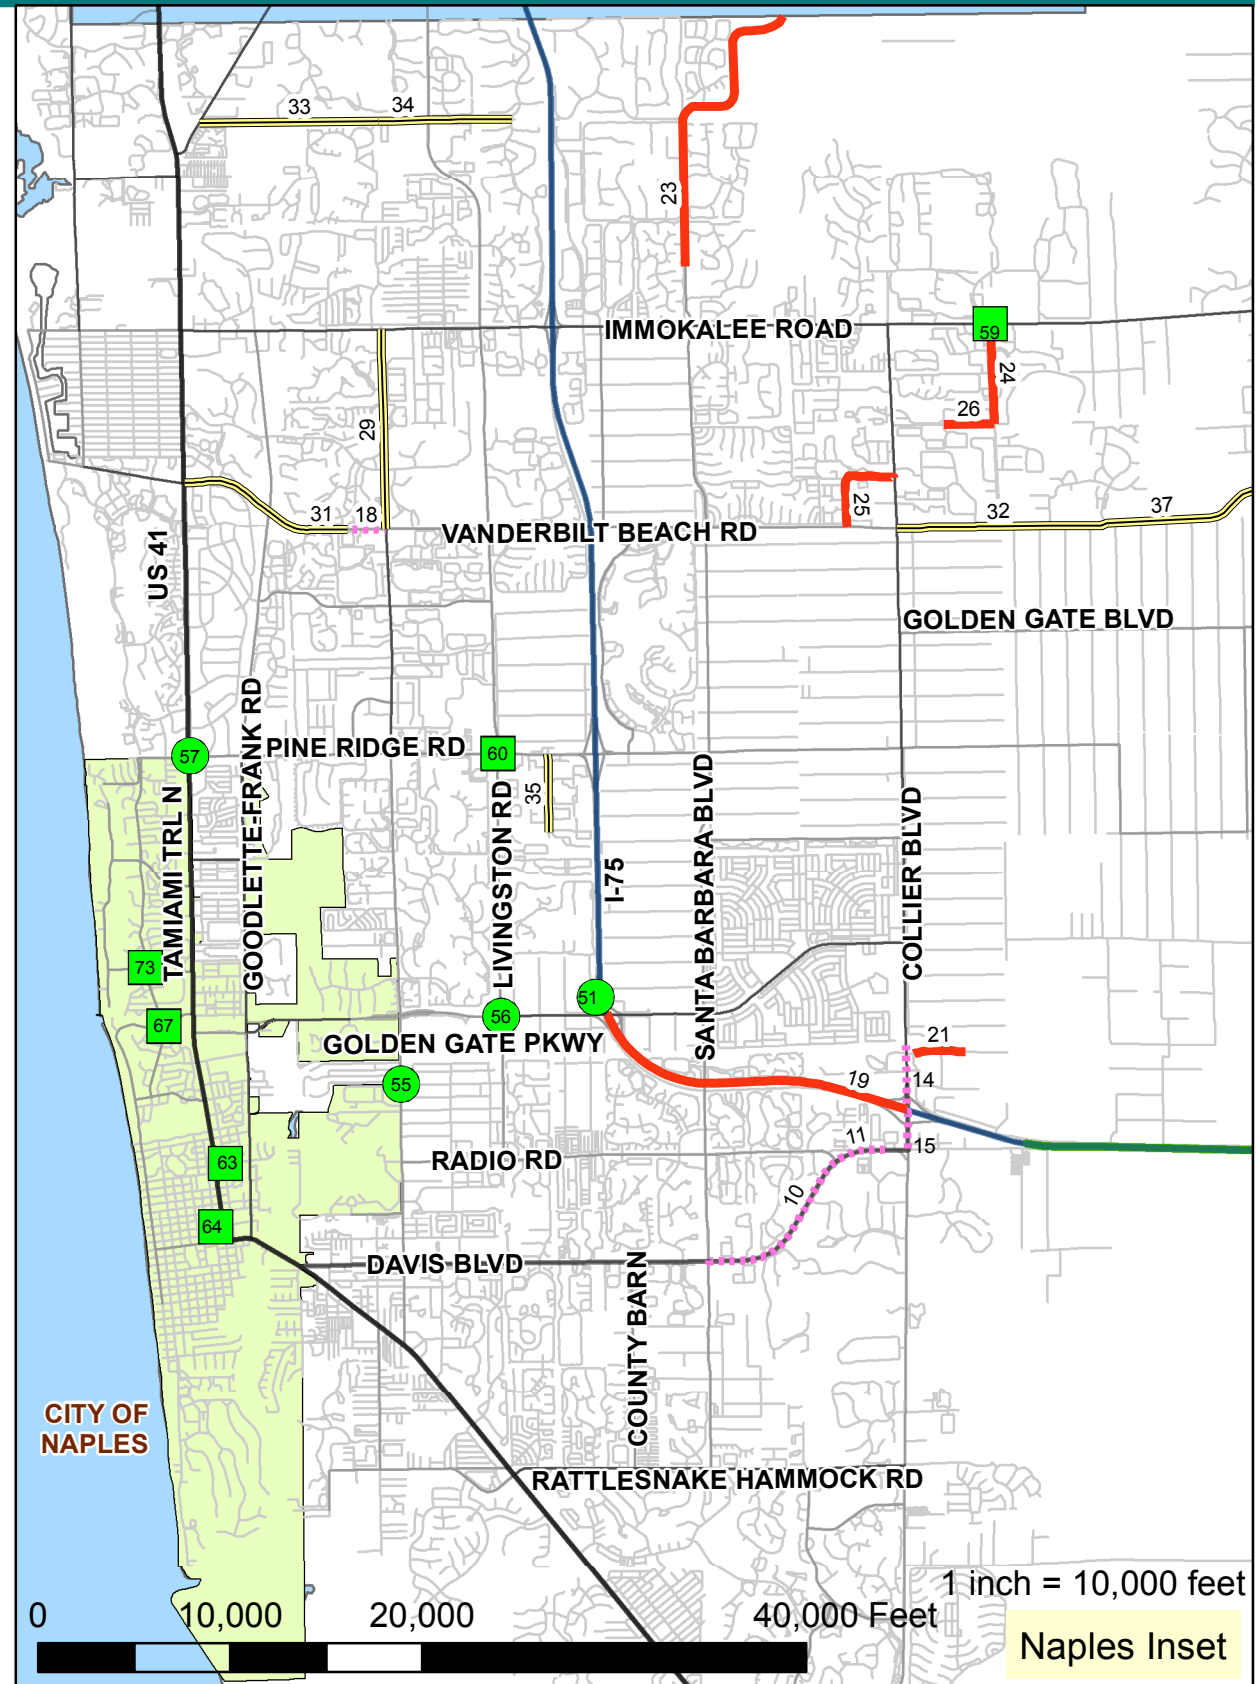 33
34
23
IMMOKALEE ROAD
59
24
26
29
25
31
18
32
37
VANDERBILT BEACH RD
US 41
GOLDEN GATE BLVD
57
PINE RIDGE RD
60
GOODLETTE-FRANK RD
35
TAMIAMI TRL N
LIVINGSTON RD
I-75
SANTA BARBARA BLVD
COLLIER BLVD
73
67
56
51
GOLDEN GATE PKWY
21
55
19
14
11
15
63
RADIO RD
10
64
DAVIS BLVD
COUNTY BARN
CITY OF
NAPLES
RATTLESNAKE HAMMOCK RD
1 inch = 10,000 feet
0
10,000
20,000
40,000 Feet
Naples Inset